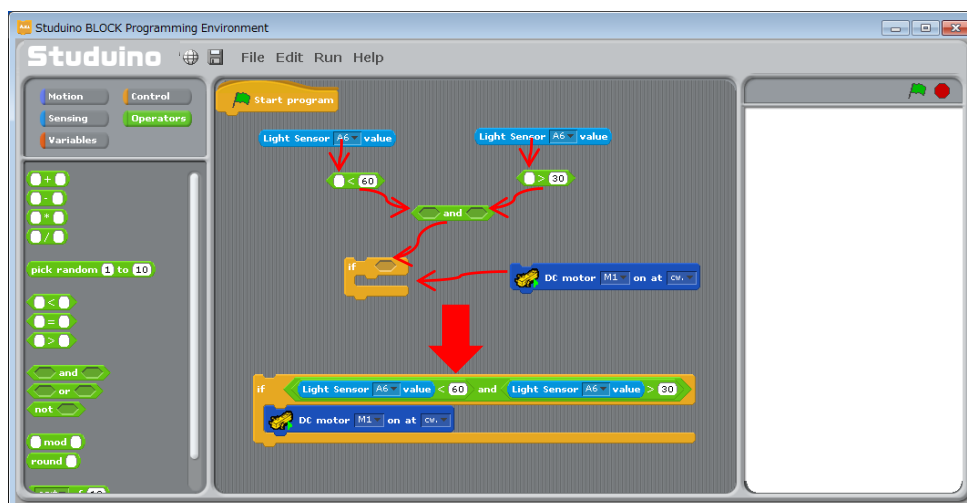 Studuino BLOCK Programming Environment
Studuino File Edit Run Help
Motion Control
Sensing Operators
Variables
+
-
*
/
pick random 1 to 10
<
=
>
and
or
not
mod
round
Start program
Light Sensor A6 value
Light Sensor A6 value
< 60
> 30
and
if
DC motor M1 on at cw.
if Light Sensor A6 value < 60 and Light Sensor A6 value > 30
DC motor M1 on at cw.